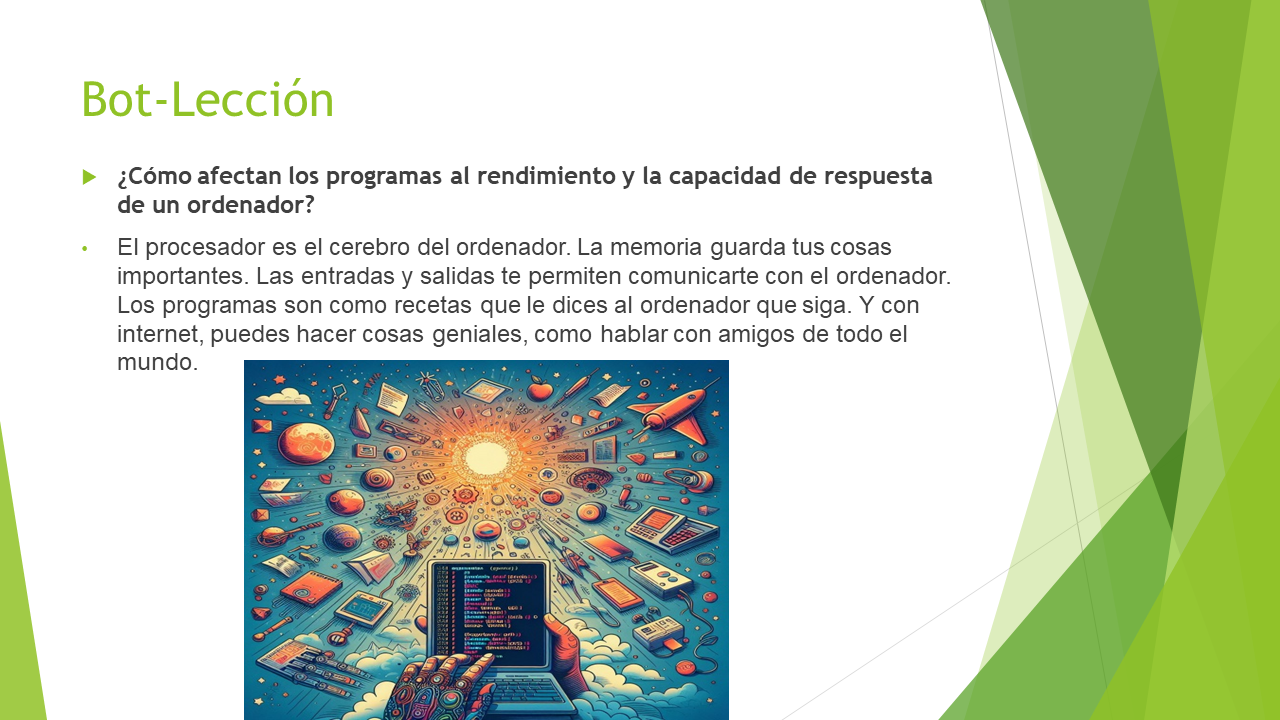 Bot-Lección
¿Cómo afectan los programas al rendimiento y la capacidad de respuesta
de un ordenador?
El procesador es el cerebro del ordenador. La memoria guarda tus cosas
importantes. Las entradas y salidas te permiten comunicarte con el ordenador.
Los programas son como recetas que le dices al ordenador que siga. Y con
internet, puedes hacer cosas geniales, como hablar con amigos de todo el
mundo.